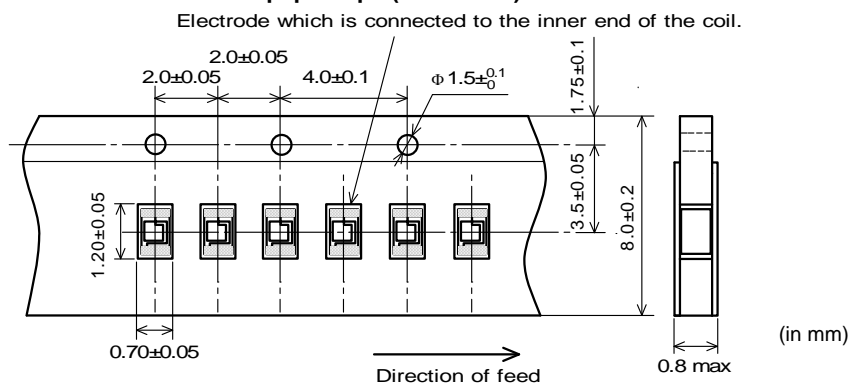 Electrode which is connected to the inner end of the coil.
2.0±0.05
2.0±0.05
4.0±0.1
Φ1.5±0.1 0
1.75±0.1
3.5±0.05
8.0±0.2
1.20±0.05
0.70±0.05
Direction of feed
0.8 max
(in mm)